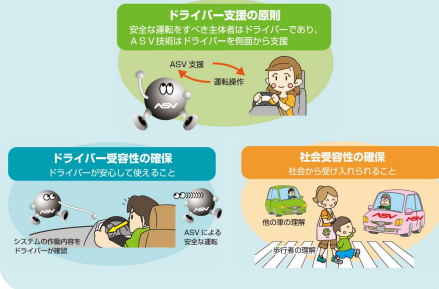 ドライバー支援の原則
安全な運転をすべき主体者はドライバーであり、
ASV技術はドライバーを側面から支援
ASV支援
運転操作
ASV
ドライバー受容性の確保
ドライバーが安心して使えること
ASV
ASV
システムの作動内容を
ドライバーが確認
ASVによる
安全な運転
社会受容性の確保
社会から受け入れられること
他の車の理解
ASV
ASV
歩行者の理解